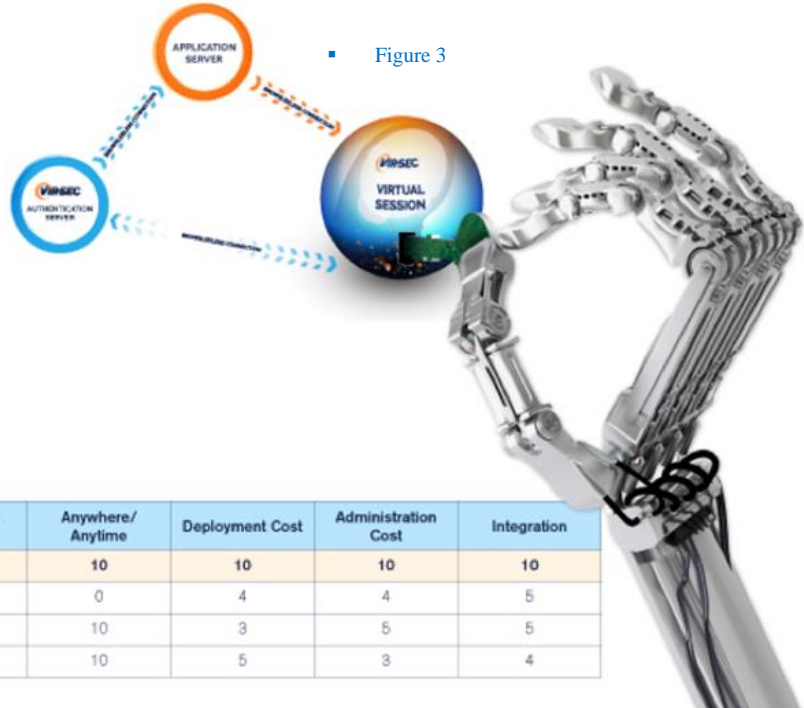 APPLICATION
SERVER
Figure 3
VIRSEC
AUTHENTICATION
SERVER
VIRSEC
VIRTUAL
SESSION
Anywhere/
Anytime
Deployment Cost
Administration
Cost
Integration
10 10 10 10
0 4 4 5
10 3 5 5
10 5 3 4